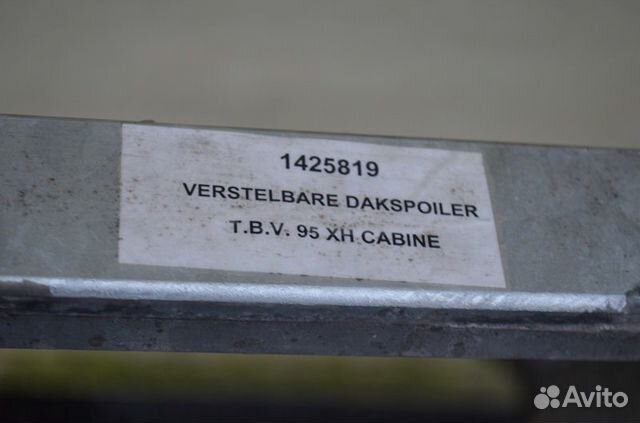 1425819
VERSTELBARE DAKSPOILER
T.B.V. 95 XH CABINE
Avito